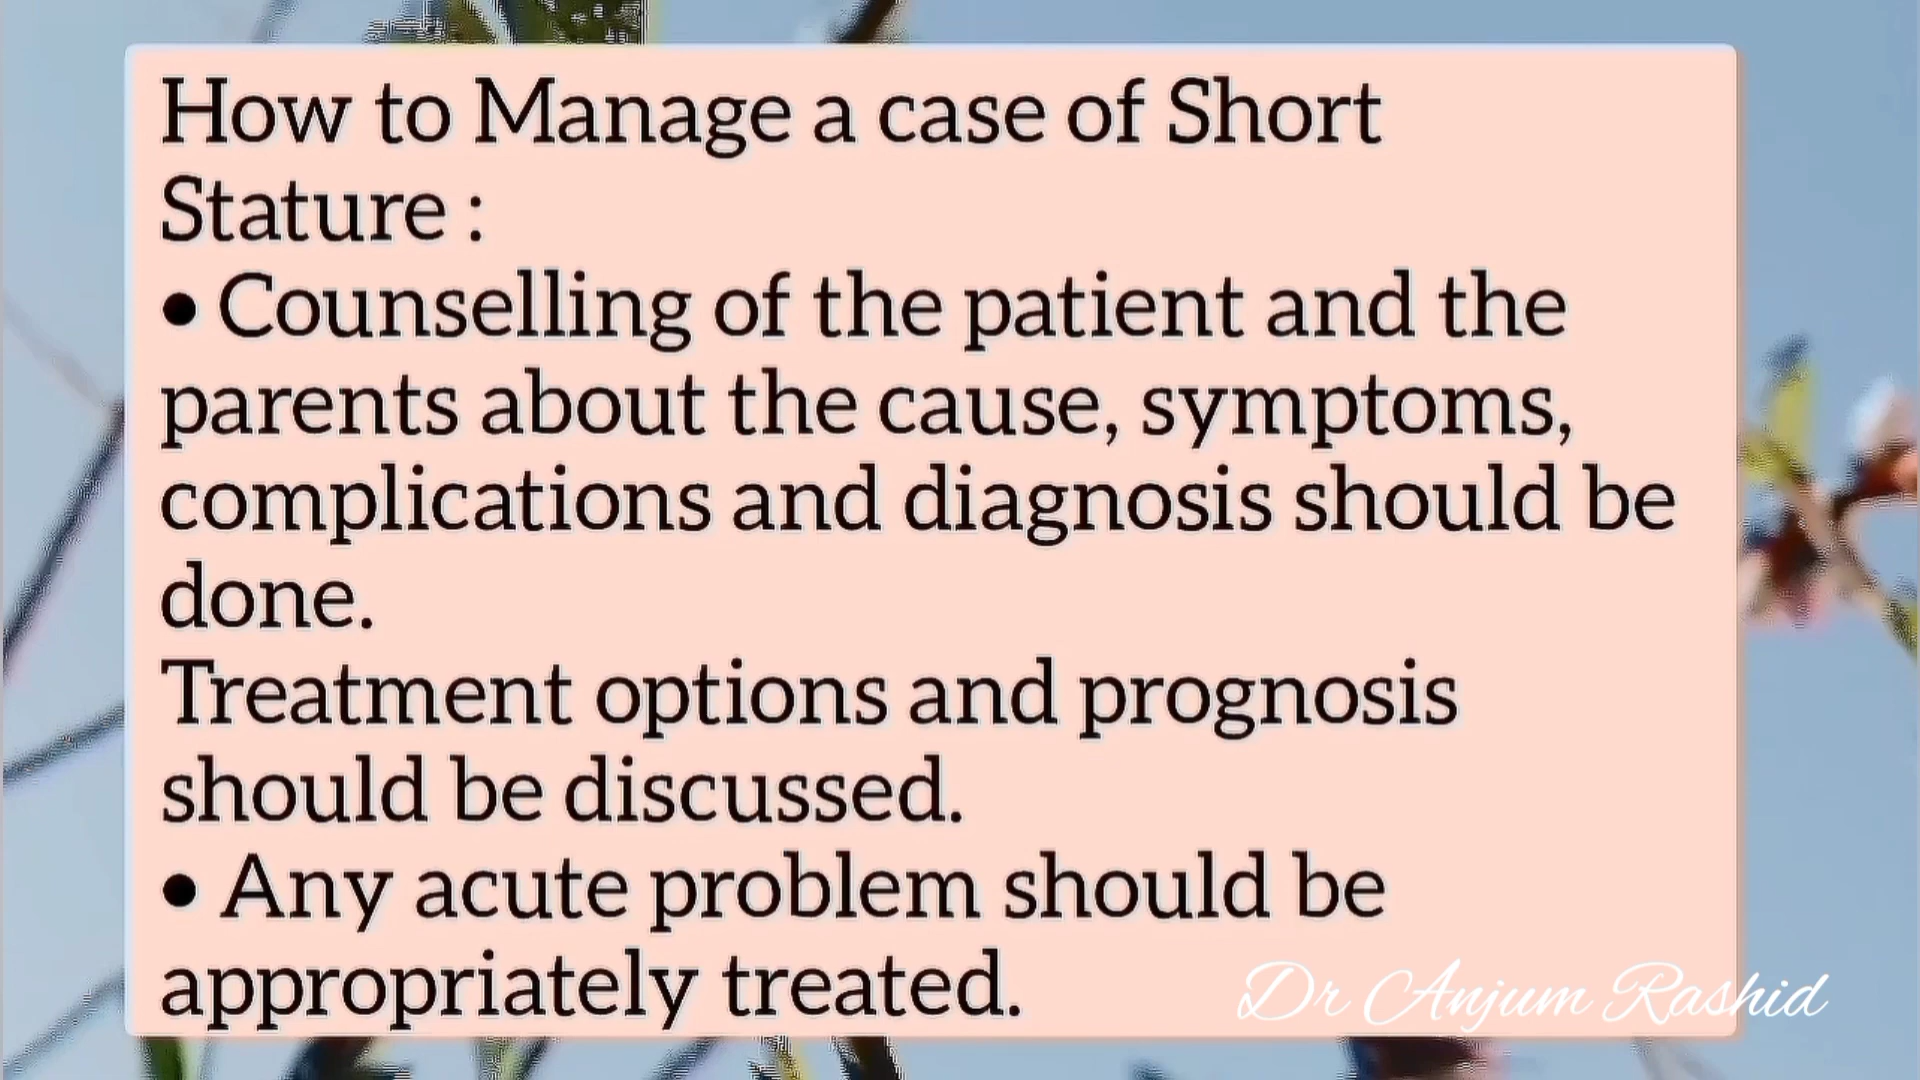 How to Manage a case of Short
Stature :
• Counselling of the patient and the
parents about the cause, symptoms,
complications and diagnosis should be
done.
Treatment options and prognosis
should be discussed.
• Any acute problem should be
appropriately treated.
Dr Anjum Rashid